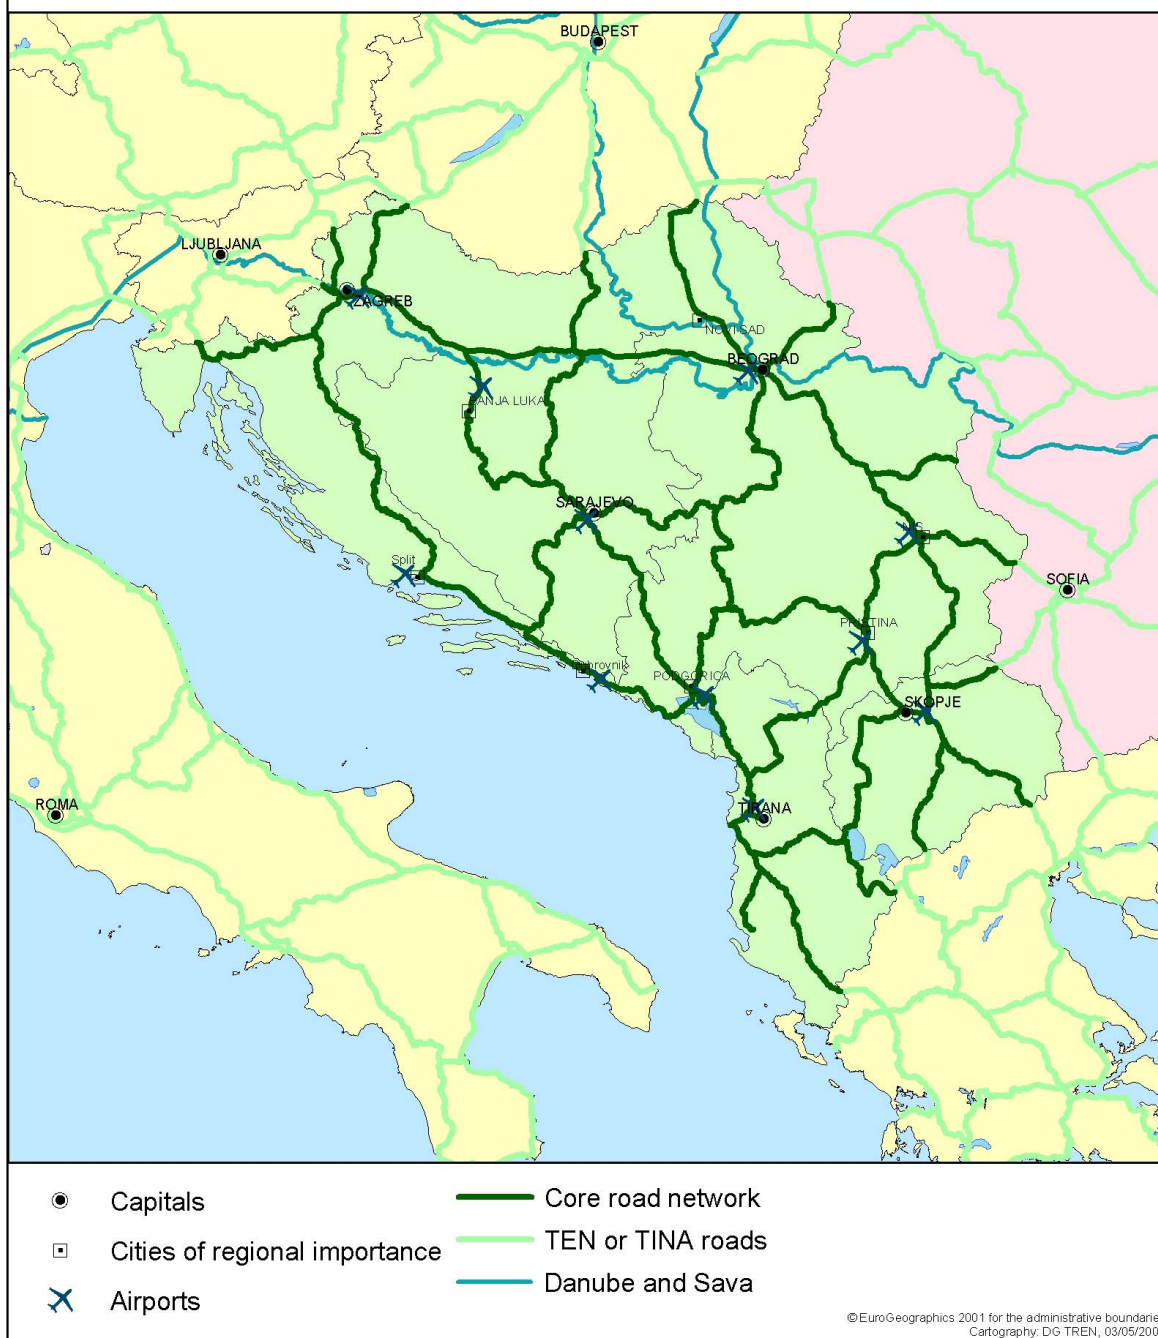 BUDAPEST
LJUBLJANA
ZAGREB
NOVI SAD
BEOGRAD
BANJA LUKA
SARAJEVO
NIS
Split
SOFIA
PRISTINA
Dubrovnik
PODGORICA
SKOPJE
ROMA
TIRANA
Capitals
Core road network
Cities of regional importance
TEN or TINA roads
Airports
Danube and Sava
©EuroGeographics 2001 for the administrative boundarie
Cartography: DG TREN, 03/05/200